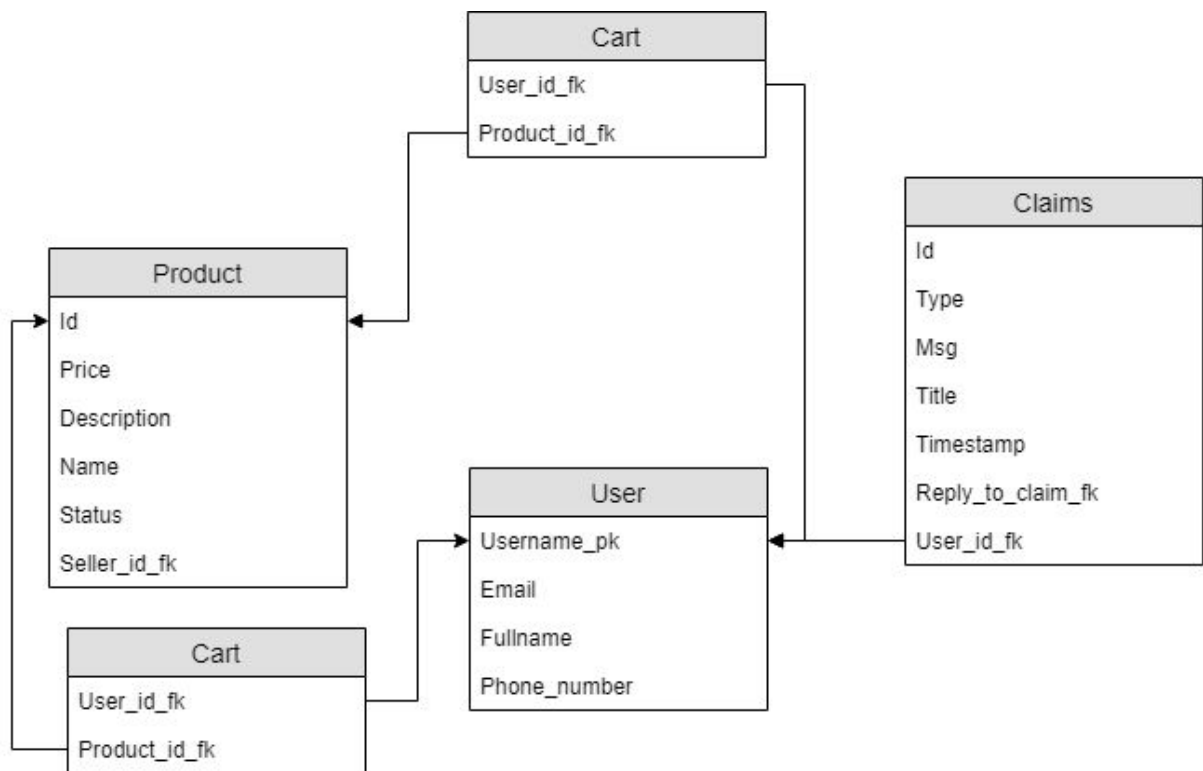 Cart
User_id_fk
Product_id_fk
Claims
Id
Type
Msg
Title
Timestamp
Reply_to_claim_fk
User_id_fk
Product
Id
Price
Description
Name
Status
Seller_id_fk
User
Username_pk
Email
Fullname
Phone_number
Cart
User_id_fk
Product_id_fk